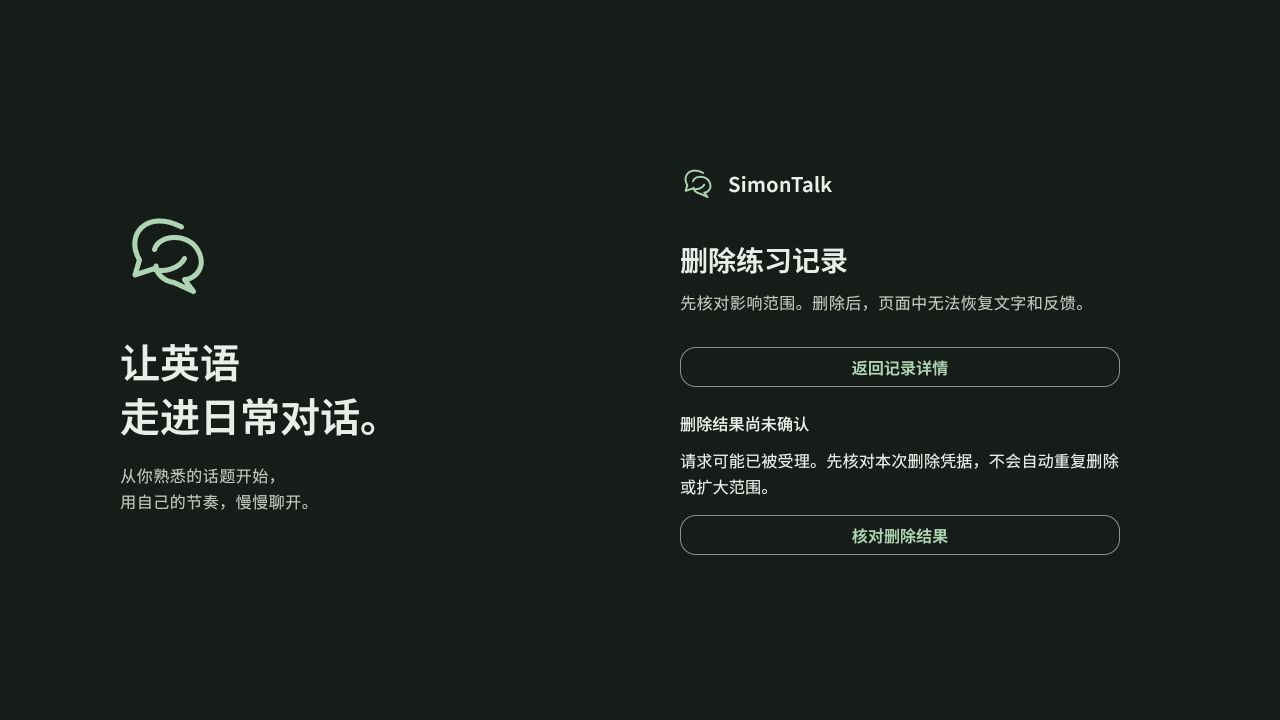 让英语
走进日常对话。
从你熟悉的话题开始，
用自己的节奏，慢慢聊开。
SimonTalk
删除练习记录
先核对影响范围。删除后，页面中无法恢复文字和反馈。
返回记录详情
删除结果尚未确认
请求可能已被受理。先核对本次删除凭据，不会自动重复删除
或扩大范围。
核对删除结果